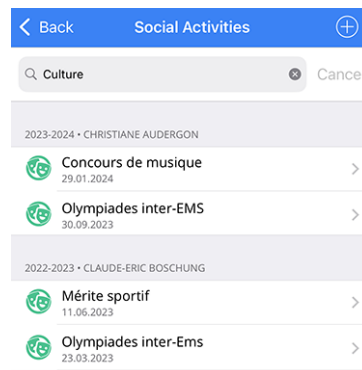 Back Social Activities
Culture Cance
2023-2024 • CHRISTIANE AUDERGON
Concours de musique
29.01.2024
Olympiades inter-EMS
30.09.2023
2022-2023 • CLAUDE-ERIC BOSCHUNG
Mérite sportif
11.06.2023
Olympiades inter-Ems
23.03.2023